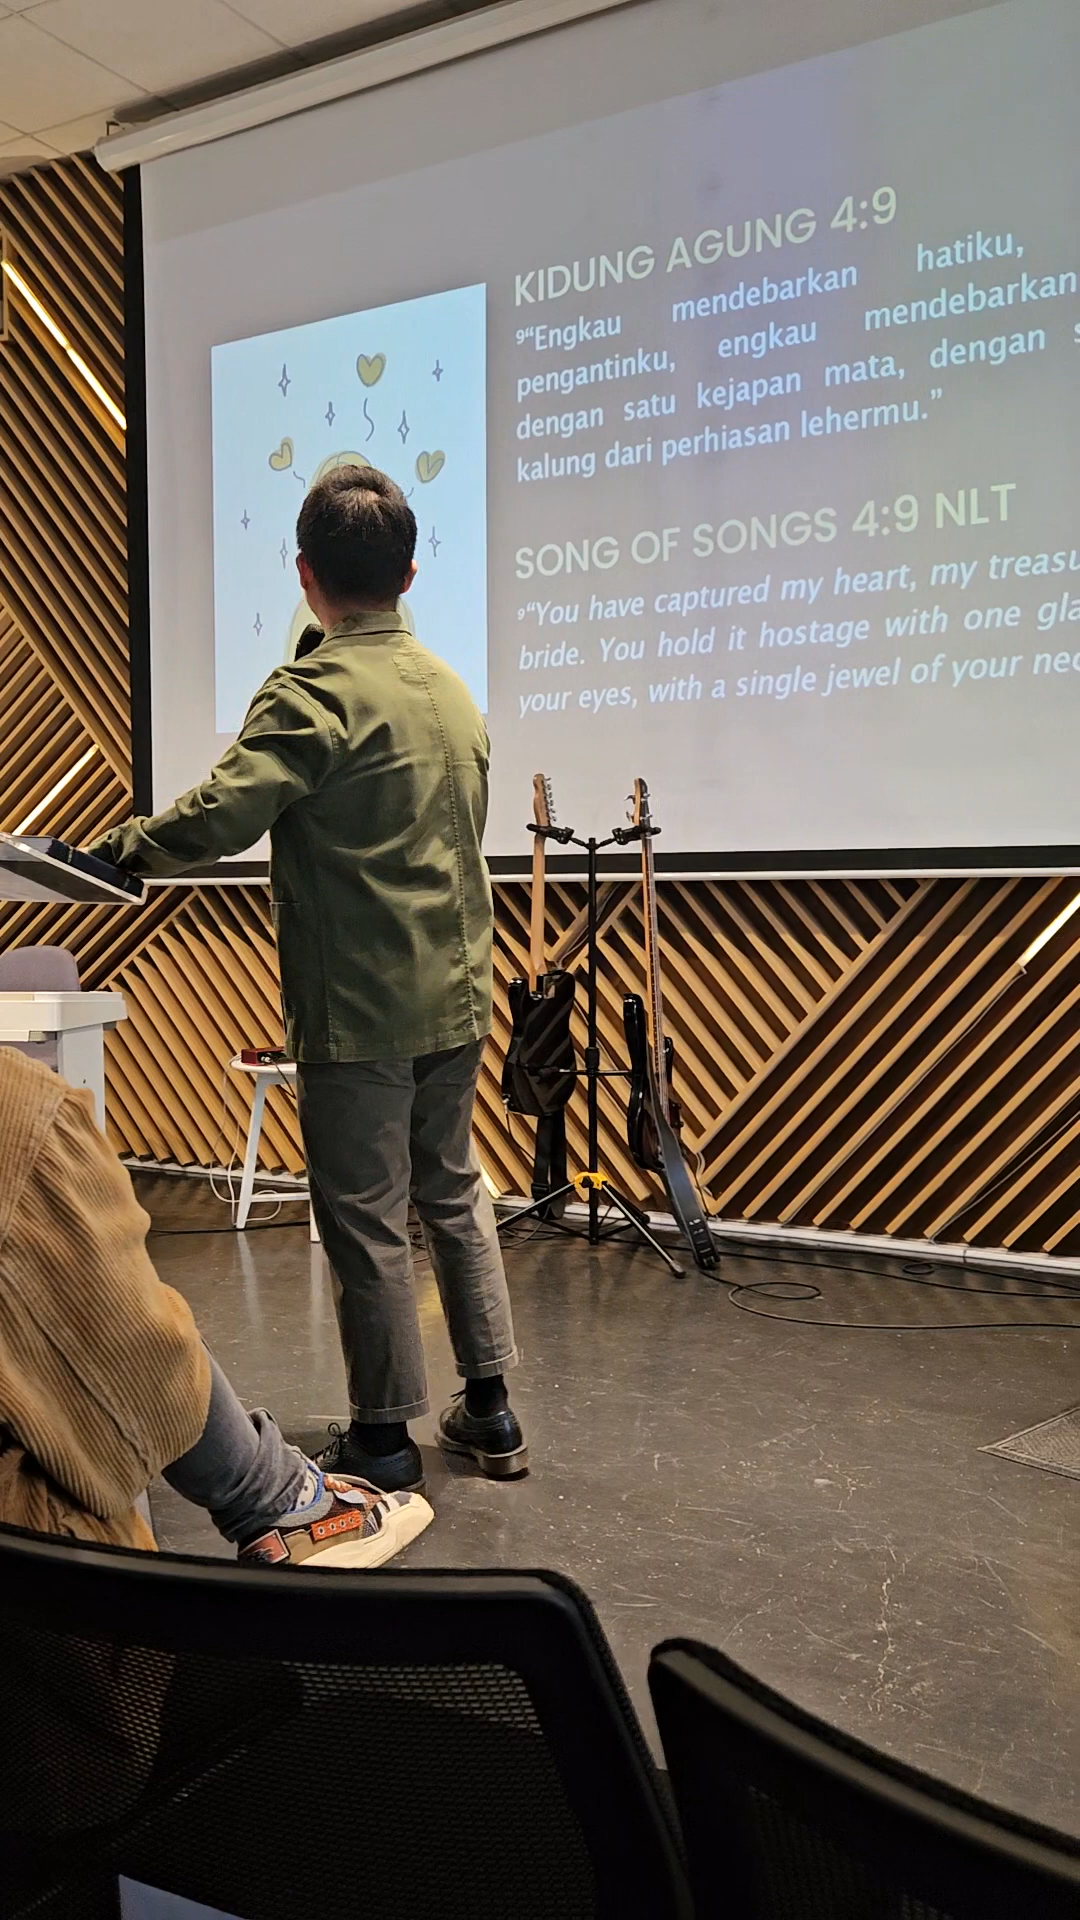 KIDUNG AGUNG 4:9
⁹“Engkau mendebarkan hatiku,
pengantinku, engkau mendebarkan
dengan satu kejapan mata, dengan
kalung dari perhiasan lehermu.”
SONG OF SONGS 4:9 NLT
⁹“You have captured my heart, my
bride. You hold it hostage with one
your eyes, with a single jewel of your